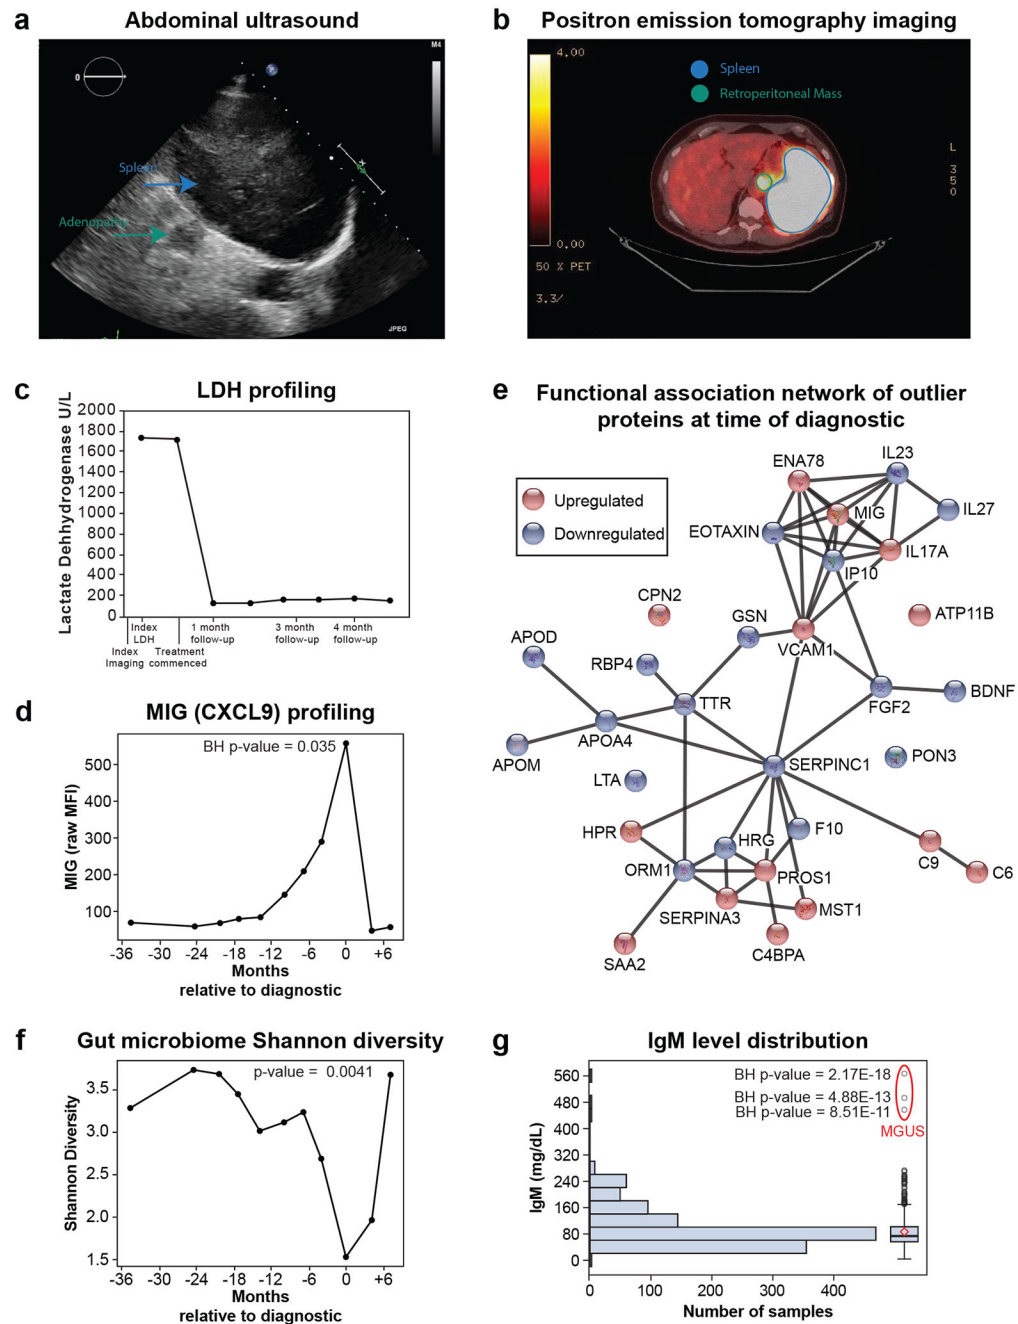 a
Abdominal ultrasound
M4
0
P
Spleen
Adenopathy
JPEG
b
Positron emission tomography imaging
4.00
Spleen
Retroperitoneal Mass
L
3
5
0
0.00
50 % PET
3.3/
c
LDH profiling
Lactate Dehhydrogenase U/L
2000
1800
1600
1400
1200
1000
800
600
400
200
0
Index LDH
1 month follow-up
3 month follow-up
4 month follow-up
Index Imaging
Treatment commenced
d
MIG (CXCL9) profiling
BH p-value = 0.035
MIG (raw MFI)
500
400
300
200
100
-36 -30 -24 -18 -12 -6 0 +6
Months
relative to diagnostic
e
Functional association network of outlier
proteins at time of diagnostic
Upregulated
Downregulated
ENA78
IL23
MIG
IL27
EOTAXIN
IL17A
IP10
CPN2
GSN
ATP11B
VCAM1
APOD
RBP4
TTR
FGF2
BDNF
APOA4
APOM
LTA
SERPINC1
PON3
HPR
HRG
F10
C9
C6
ORM1
PROS1
SERPINA3
MST1
SAA2
C4BPA
f
Gut microbiome Shannon diversity
p-value = 0.0041
Shannon Diversity
3.5
3.0
2.5
2.0
1.5
-36 -30 -24 -18 -12 -6 0 +6
Months
relative to diagnostic
g
IgM level distribution
IgM (mg/dL)
560
480
400
320
240
160
80
0
BH p-value = 2.17E-18
BH p-value = 4.88E-13
BH p-value = 8.51E-11
MGUS
0 100 200 300 400
Number of samples